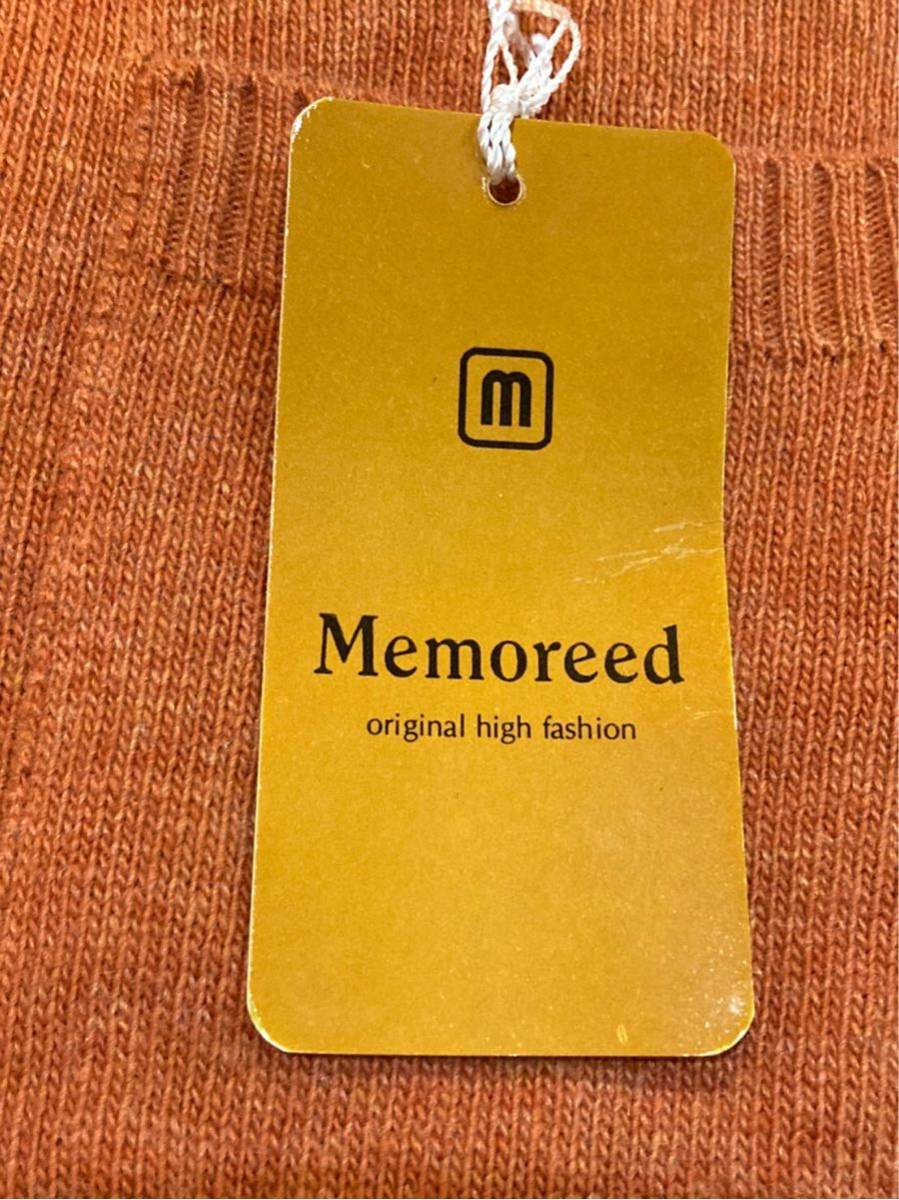 m
Memoreed
original high fashion